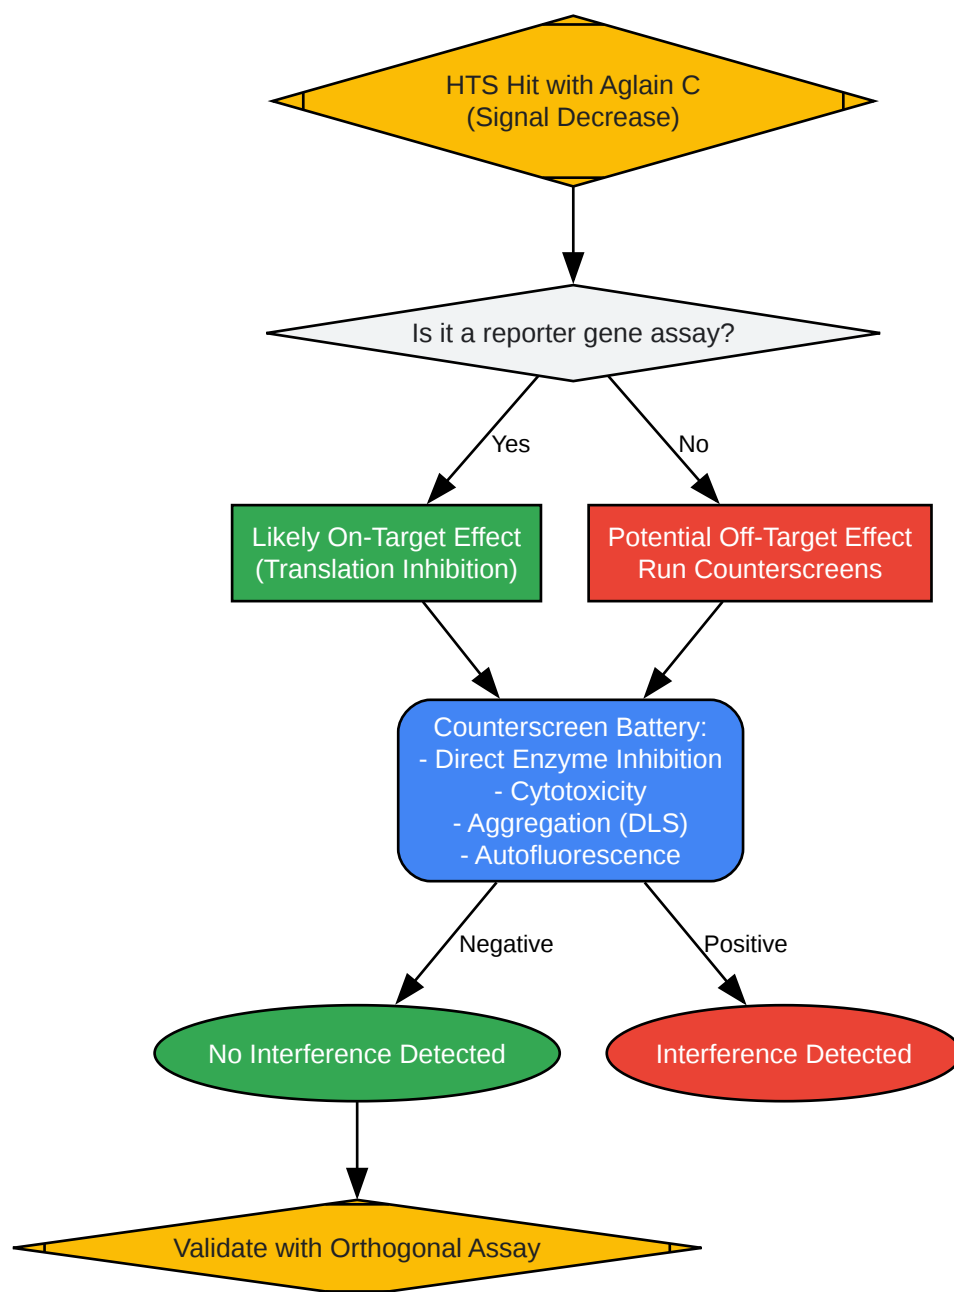 HTS Hit with Aglain C
(Signal Decrease)
Is it a reporter gene assay?
Yes
No
Likely On-Target Effect
(Translation Inhibition)
Potential Off-Target Effect
Run Counterscreens
Counterscreen Battery:
- Direct Enzyme Inhibition
- Cytotoxicity
- Aggregation (DLS)
- Autofluorescence
Negative
Positive
No Interference Detected
Interference Detected
Validate with Orthogonal Assay